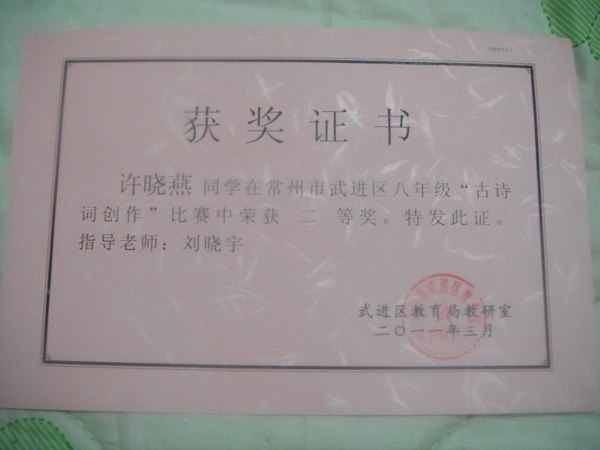 获奖证书
许晓燕 同学在常州市武进区八年级“古诗
词创作”比赛中荣获 二 等奖。特发此证。
指导老师：刘晓宇
武进区教育局教研室
二〇一一年三月